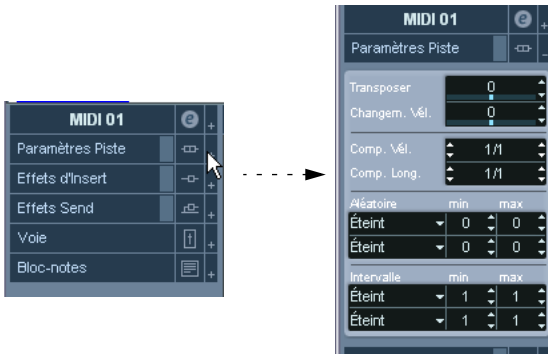 MIDI 01
Paramètres Piste
Effets d'Insert
Effets Send
Voie
Bloc-notes
MIDI 01
Paramètres Piste
Transposer 0
Changem. Vél. 0
Comp. Vél. 1/1
Comp. Long. 1/1
Aléatoire min max
Éteint 0 0
Éteint 0 0
Intervalle min max
Éteint 1 1
Éteint 1 1